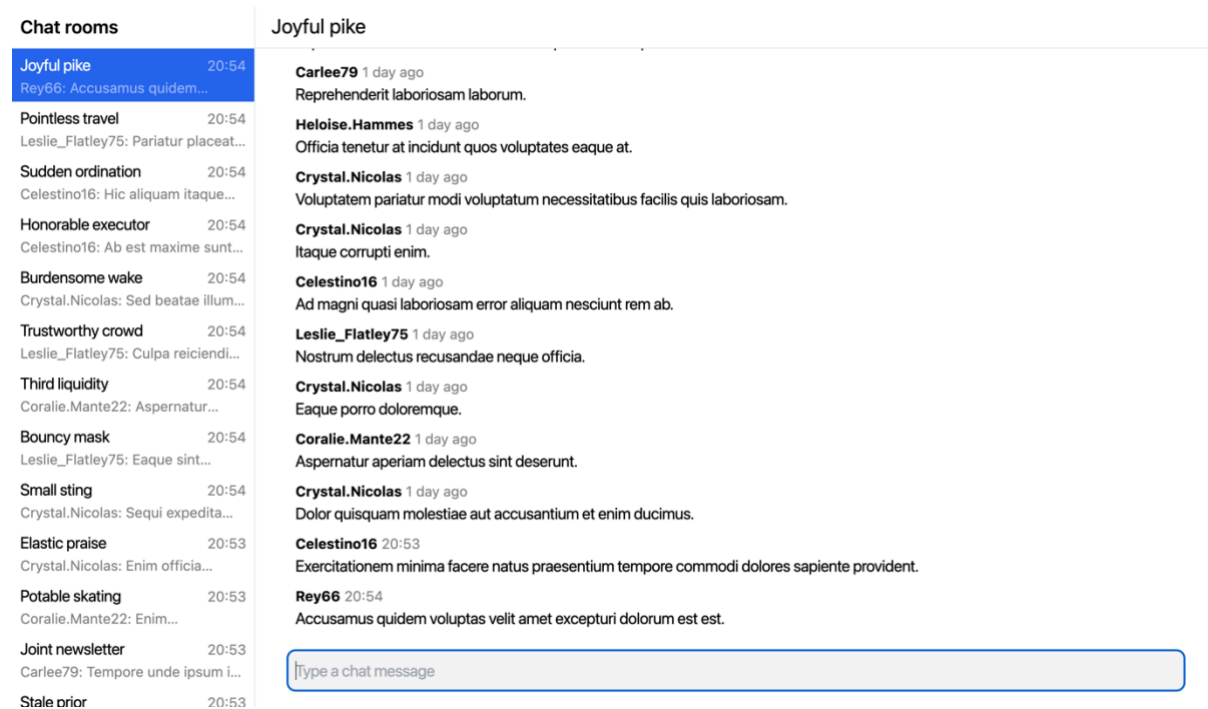 Chat rooms
Joyful pike 20:54
Rey66: Accusamus quidem...
Pointless travel 20:54
Leslie_Flatley75: Pariatur placeat...
Sudden ordination 20:54
Celestino16: Hic aliquam itaque...
Honorable executor 20:54
Celestino16: Ab est maxime sunt...
Burdensome wake 20:54
Crystal.Nicolas: Sed beatae illum...
Trustworthy crowd 20:54
Leslie_Flatley75: Culpa reiciendi...
Third liquidity 20:54
Coralie.Mante22: Aspernatur...
Bouncy mask 20:54
Leslie_Flatley75: Eaque sint...
Small sting 20:54
Crystal.Nicolas: Sequi expedita...
Elastic praise 20:53
Crystal.Nicolas: Enim officia...
Potable skating 20:53
Coralie.Mante22: Enim...
Joint newsletter 20:53
Carlee79: Tempore unde ipsum i...
Stale prior 20:53
Joyful pike
Carlee79 1 day ago
Reprehenderit laboriosam laborum.
Heloise.Hammes 1 day ago
Officia tenetur at incidunt quos voluptates eaque at.
Crystal.Nicolas 1 day ago
Voluptatem pariatur modi voluptatum necessitatibus facilis quis laboriosam.
Crystal.Nicolas 1 day ago
Itaque corrupti enim.
Celestino16 1 day ago
Ad magni quasi laboriosam error aliquam nesciunt rem ab.
Leslie_Flatley75 1 day ago
Nostrum delectus recusandae neque officia.
Crystal.Nicolas 1 day ago
Eaque porro doloremque.
Coralie.Mante22 1 day ago
Aspernatur aperiam delectus sint deserunt.
Crystal.Nicolas 1 day ago
Dolor quisquam molestiae aut accusantium et enim ducimus.
Celestino16 20:53
Exercitationem minima facere natus praesentium tempore commodi dolores sapiente provident.
Rey66 20:54
Accusamus quidem voluptas velit amet excepturi dolorum est est.
Type a chat message